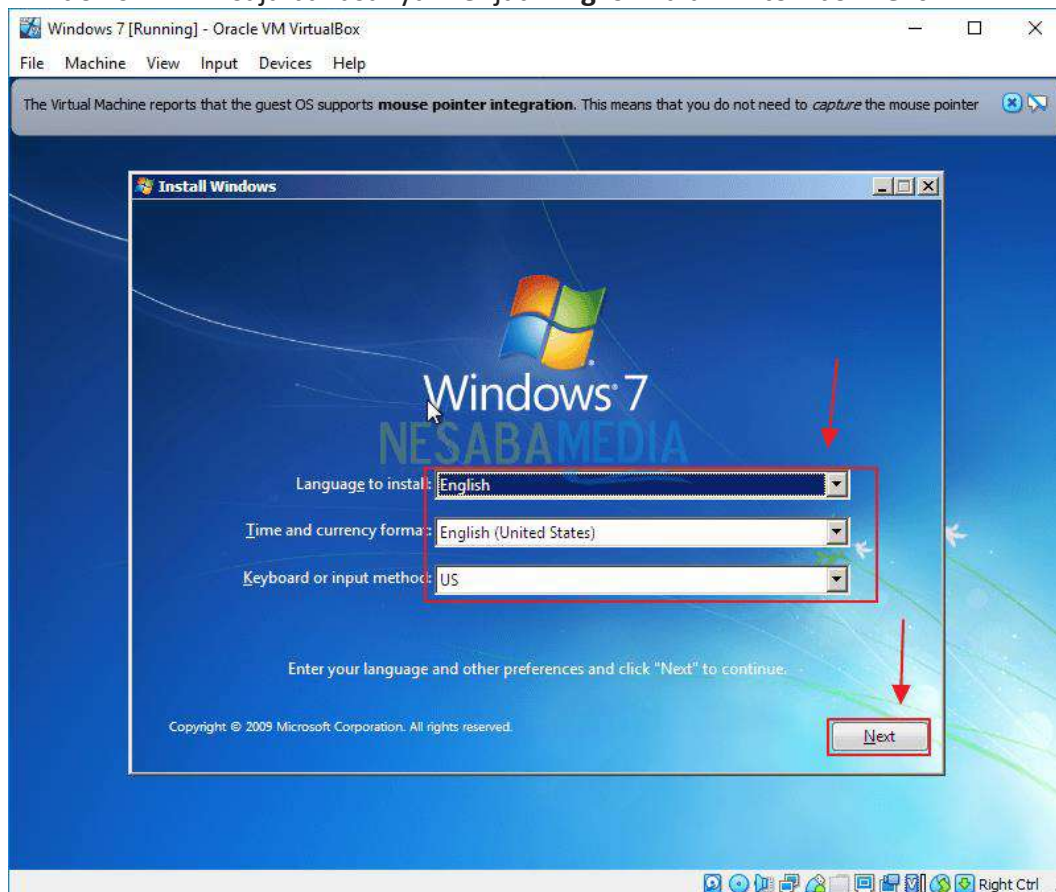 Windows 7 [Running] - Oracle VM VirtualBox
File Machine View Input Devices Help
The Virtual Machine reports that the guest OS supports mouse pointer integration. This means that you do not need to capture the mouse pointer
Install Windows
Windows 7
NESABAMEDIA
Language to install: English
Time and currency format: English (United States)
Keyboard or input method: US
Enter your language and other preferences and click "Next" to continue.
Copyright © 2009 Microsoft Corporation. All rights reserved.
Next
Right Ctrl